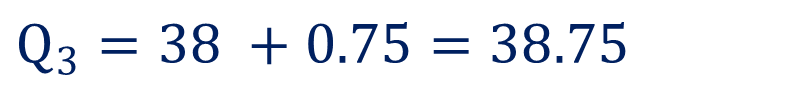 Q₃ = 38 + 0.75 = 38.75